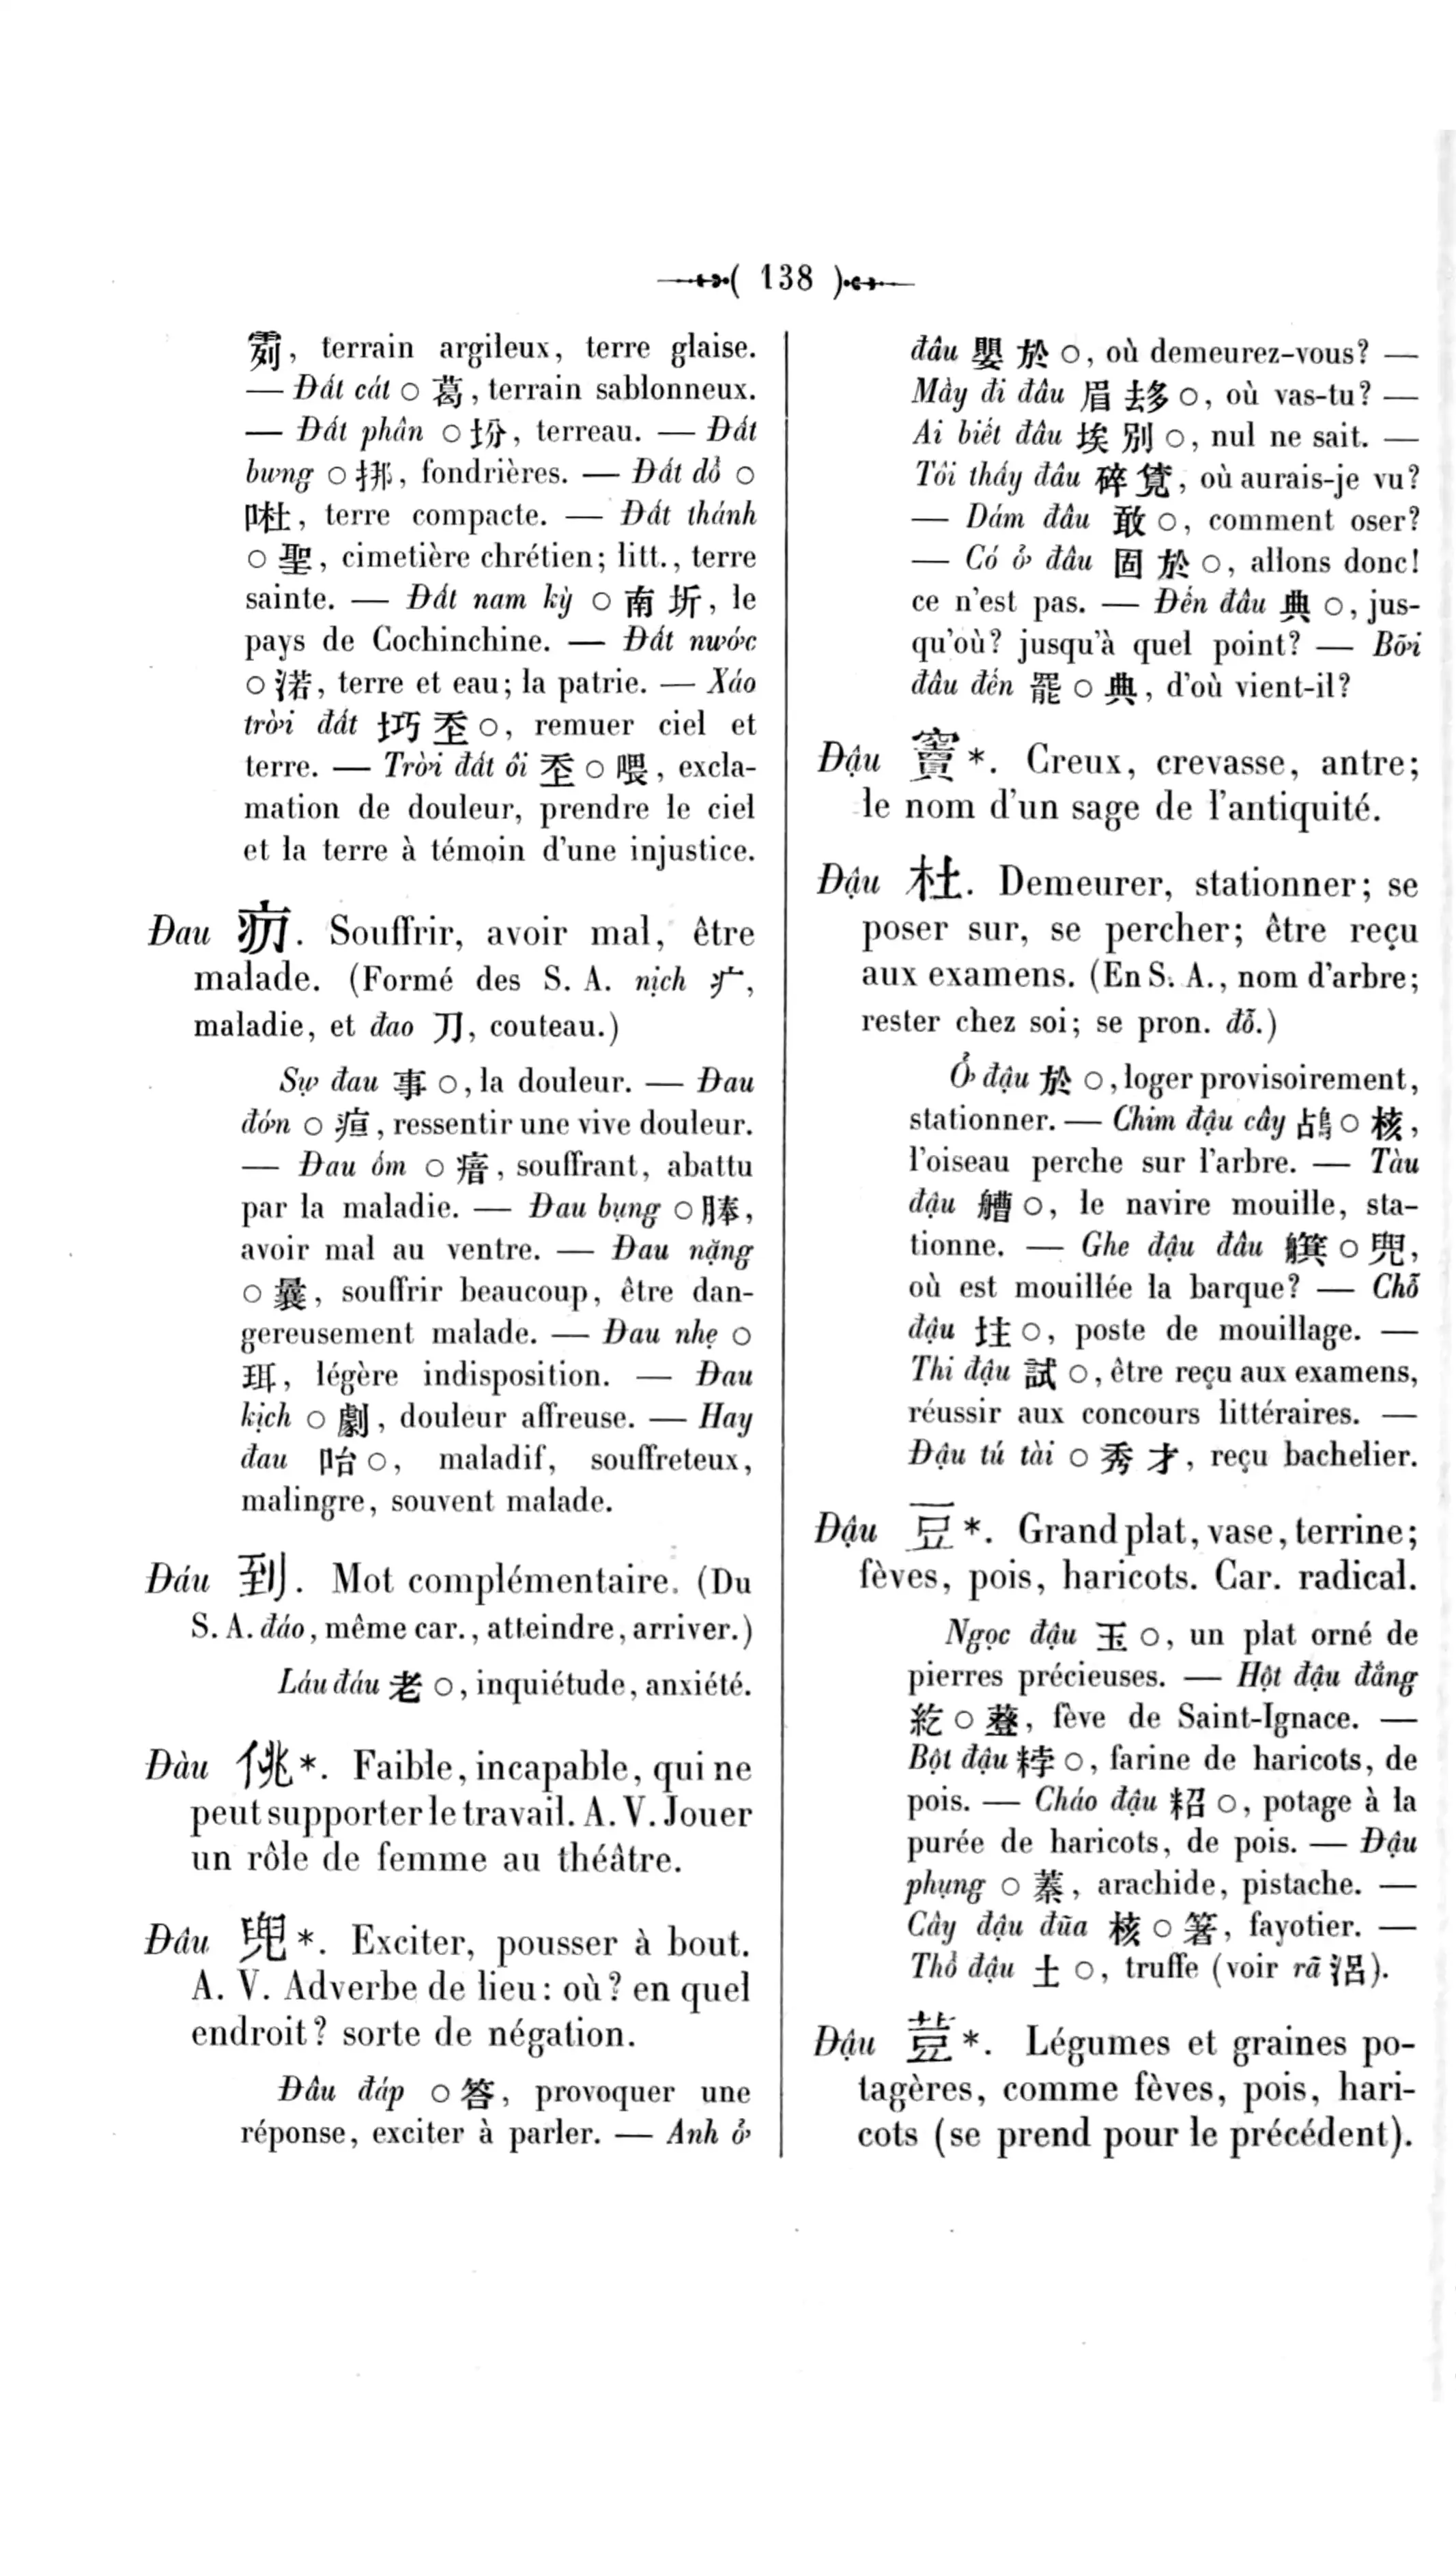 ( 138 )
, terrain argileux, terre glaise.
— Đất cát ○ 葛, terrain sablonneux.
— Đất phân ○ 坋, terreau. — Đất
bưng ○ 挷, fondrières. — Đất dẻ ○
, terre compacte. — Đất thánh
○ 聖, cimetière chrétien; litt., terre
sainte. — Đất nam kỳ ○ 南 圻, le
pays de Cochinchine. — Đất nước
○ 渃, terre et eau; la patrie. — Xáo
trời đất 巧 ○, remuer ciel et
terre. — Trời đất ôi ○ 喂, excla-
mation de douleur, prendre le ciel
et la terre à témoin d'une injustice.
Đau 疠. Souffrir, avoir mal, être
malade. (Formé des S. A. nịch 疒,
maladie, et đao 刀, couteau.)
Sự đau 事 ○, la douleur. — Đau
đớn ○ , ressentir une vive douleur.
— Đau ốm ○ 瘖, souffrant, abattu
par la maladie. — Đau bụng ○ ,
avoir mal au ventre. — Đau nặng
○ 曩, souffrir beaucoup, être dan-
gereusement malade. — Đau nhẹ ○
珥, légère indisposition. — Đau
kịch ○ 劇, douleur affreuse. — Hay
đau 咍 ○, maladif, souffreteux,
malingre, souvent malade.
Đáu 到. Mot complémentaire. (Du
S. A. đáo, même car., atteindre, arriver.)
Láu đáu 老 ○, inquiétude, anxiété.
Đàu 佻 *. Faible, incapable, qui ne
peut supporter le travail. A. V. Jouer
un rôle de femme au théâtre.
Đâu 兜 *. Exciter, pousser à bout.
A. V. Adverbe de lieu: où? en quel
endroit? sorte de négation.
Đâu đáp ○ 答, provoquer une
réponse, exciter à parler. — Anh ở
đâu 嬰 於 ○, où demeurez-vous? —
Mầy đi đâu 眉 ○, où vas-tu? —
Ai biết đâu 埃 別 ○, nul ne sait. —
Tôi thấy đâu 碎 覓, où aurais-je vu?
— Dám đâu 敢 ○, comment oser?
— Có ở đâu 固 於 ○, allons donc!
ce n'est pas. — Đến đâu 典 ○, jus-
qu'où? jusqu'à quel point? — Bởi
đâu đến 罷 ○ 典, d'où vient-il?
Đậu 竇 *. Creux, crevasse, antre;
le nom d'un sage de l'antiquité.
Đậu 杜. Demeurer, stationner; se
poser sur, se percher; être reçu
aux examens. (En S. A., nom d'arbre;
rester chez soi; se pron. đỗ.)
Ở đậu 於 ○, loger provisoirement,
stationner. — Chim đậu cây ○ 核,
l'oiseau perche sur l'arbre. — Tàu
đậu 艚 ○, le navire mouille, sta-
tionne. — Ghe đậu đâu ○ 兜,
où est mouillée la barque? — Chỗ
đậu ○, poste de mouillage. —
Thi đậu 試 ○, être reçu aux examens,
réussir aux concours littéraires. —
Đậu tú tài ○ 秀 才, reçu bachelier.
Đậu 豆 *. Grand plat, vase, terrine;
fèves, pois, haricots. Car. radical.
Ngọc đậu 玉 ○, un plat orné de
pierres précieuses. — Hột đậu đắng
紇 ○ , fève de Saint-Ignace. —
Bột đậu ○, farine de haricots, de
pois. — Cháo đậu ○, potage à la
purée de haricots, de pois. — Đậu
phụng ○ , arachide, pistache. —
Cây đậu đũa 核 ○ 箸, fayotier. —
Thổ đậu 土 ○, truffe (voir rã ).
Đậu 荳 *. Légumes et graines po-
tagères, comme fèves, pois, hari-
cots (se prend pour le précédent).